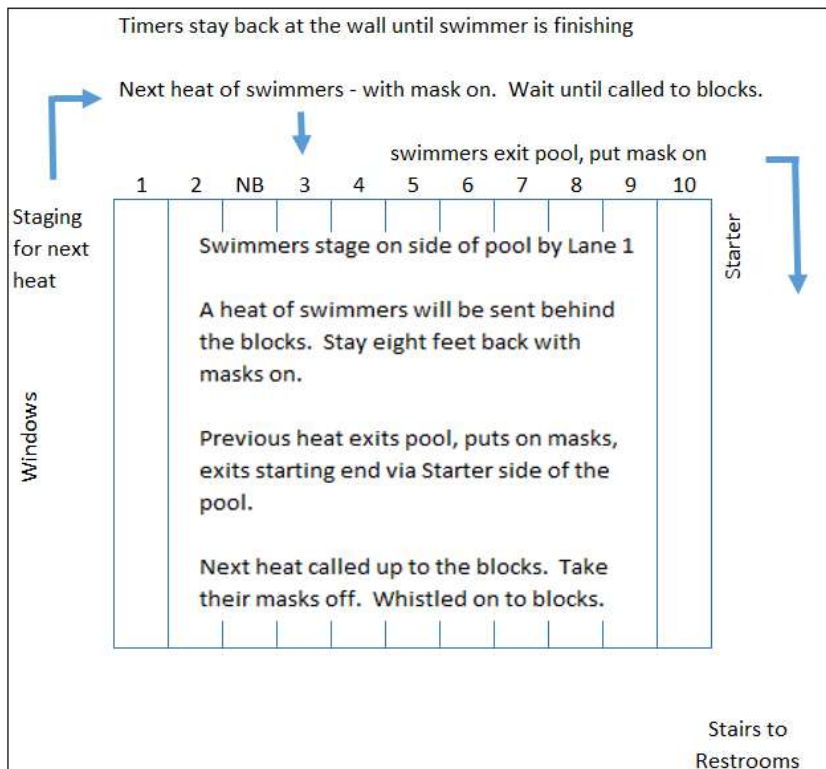 Timers stay back at the wall until swimmer is finishing
Next heat of swimmers - with mask on.  Wait until called to blocks.
swimmers exit pool, put mask on
1 2 NB 3 4 5 6 7 8 9 10
Staging
for next
heat
Starter
Swimmers stage on side of pool by Lane 1
A heat of swimmers will be sent behind
the blocks.  Stay eight feet back with
masks on.
Windows
Previous heat exits pool, puts on masks,
exits starting end via Starter side of the
pool.
Next heat called up to the blocks.  Take
their masks off.  Whistled on to blocks.
Stairs to
Restrooms